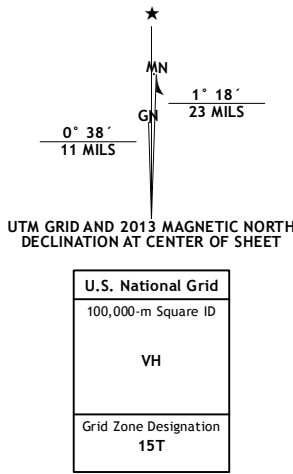 ★
MN
1° 18´
23 MILS
GN
0° 38´
11 MILS
UTM GRID AND 2013 MAGNETIC NORTH
DECLINATION AT CENTER OF SHEET
U.S. National Grid
100,000-m Square ID
VH
Grid Zone Designation
15T